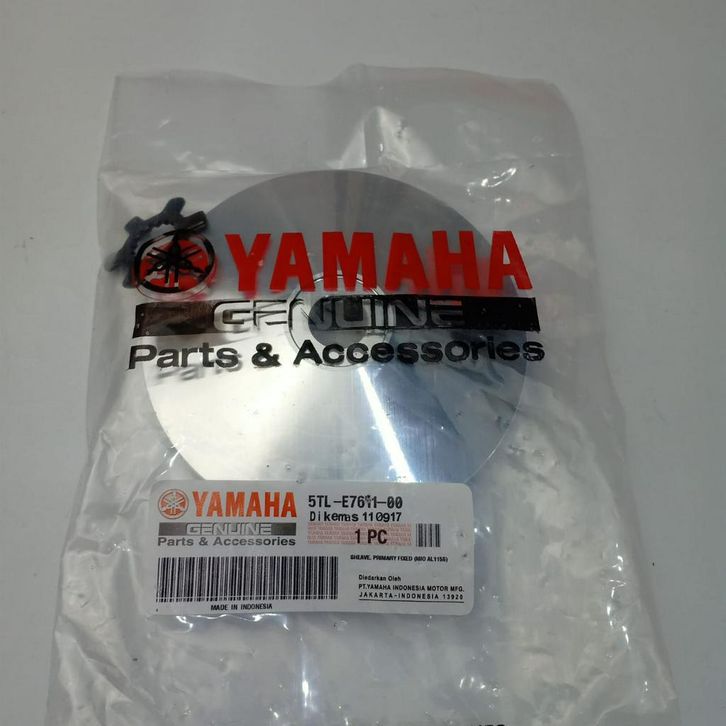 YAMAHA
GENUINE
Parts & Accessories
YAMAHA
GENUINE
Parts & Accessories
5TL-E7611-00
Dikemas 110917
1 PC
SHEAVE, PRIMARY FIXED (MIO AL115S)
Diedarkan Oleh
PT.YAMAHA INDONESIA MOTOR MFG.
JAKARTA-INDONESIA 13920
MADE IN INDONESIA